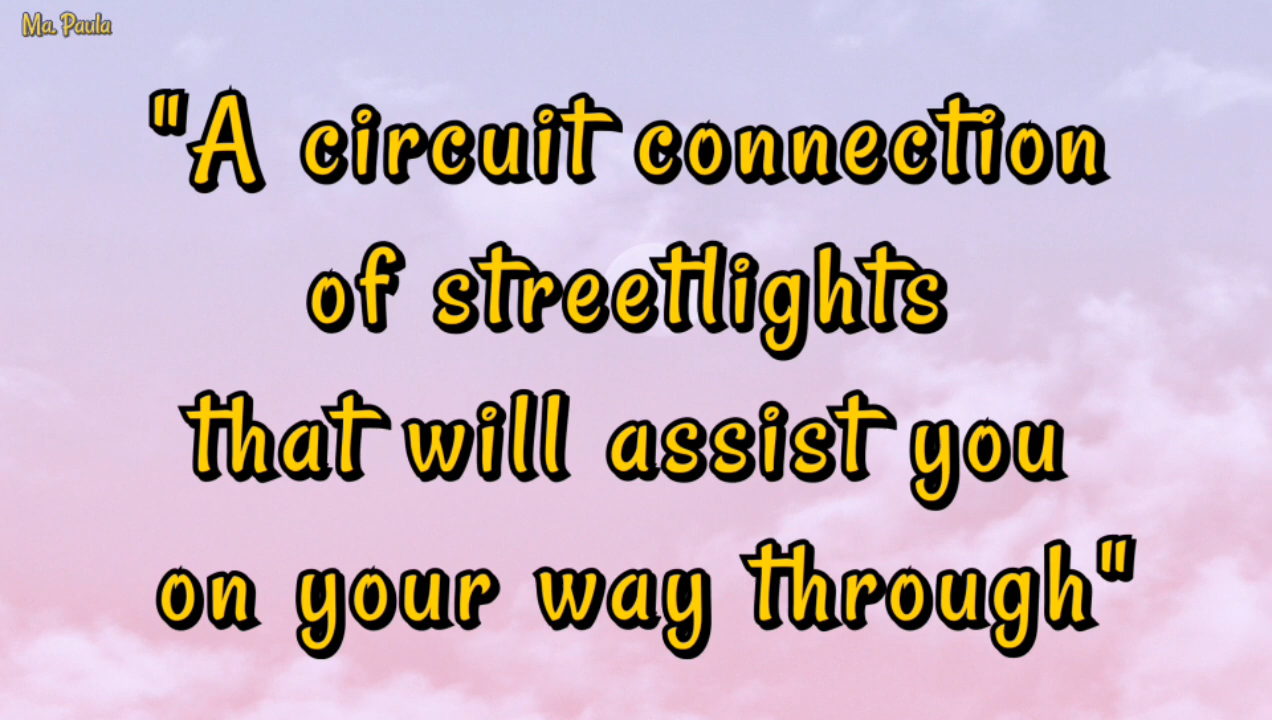 Ma. Paula
"A circuit connection
of streetlights
that will assist you
on your way through"